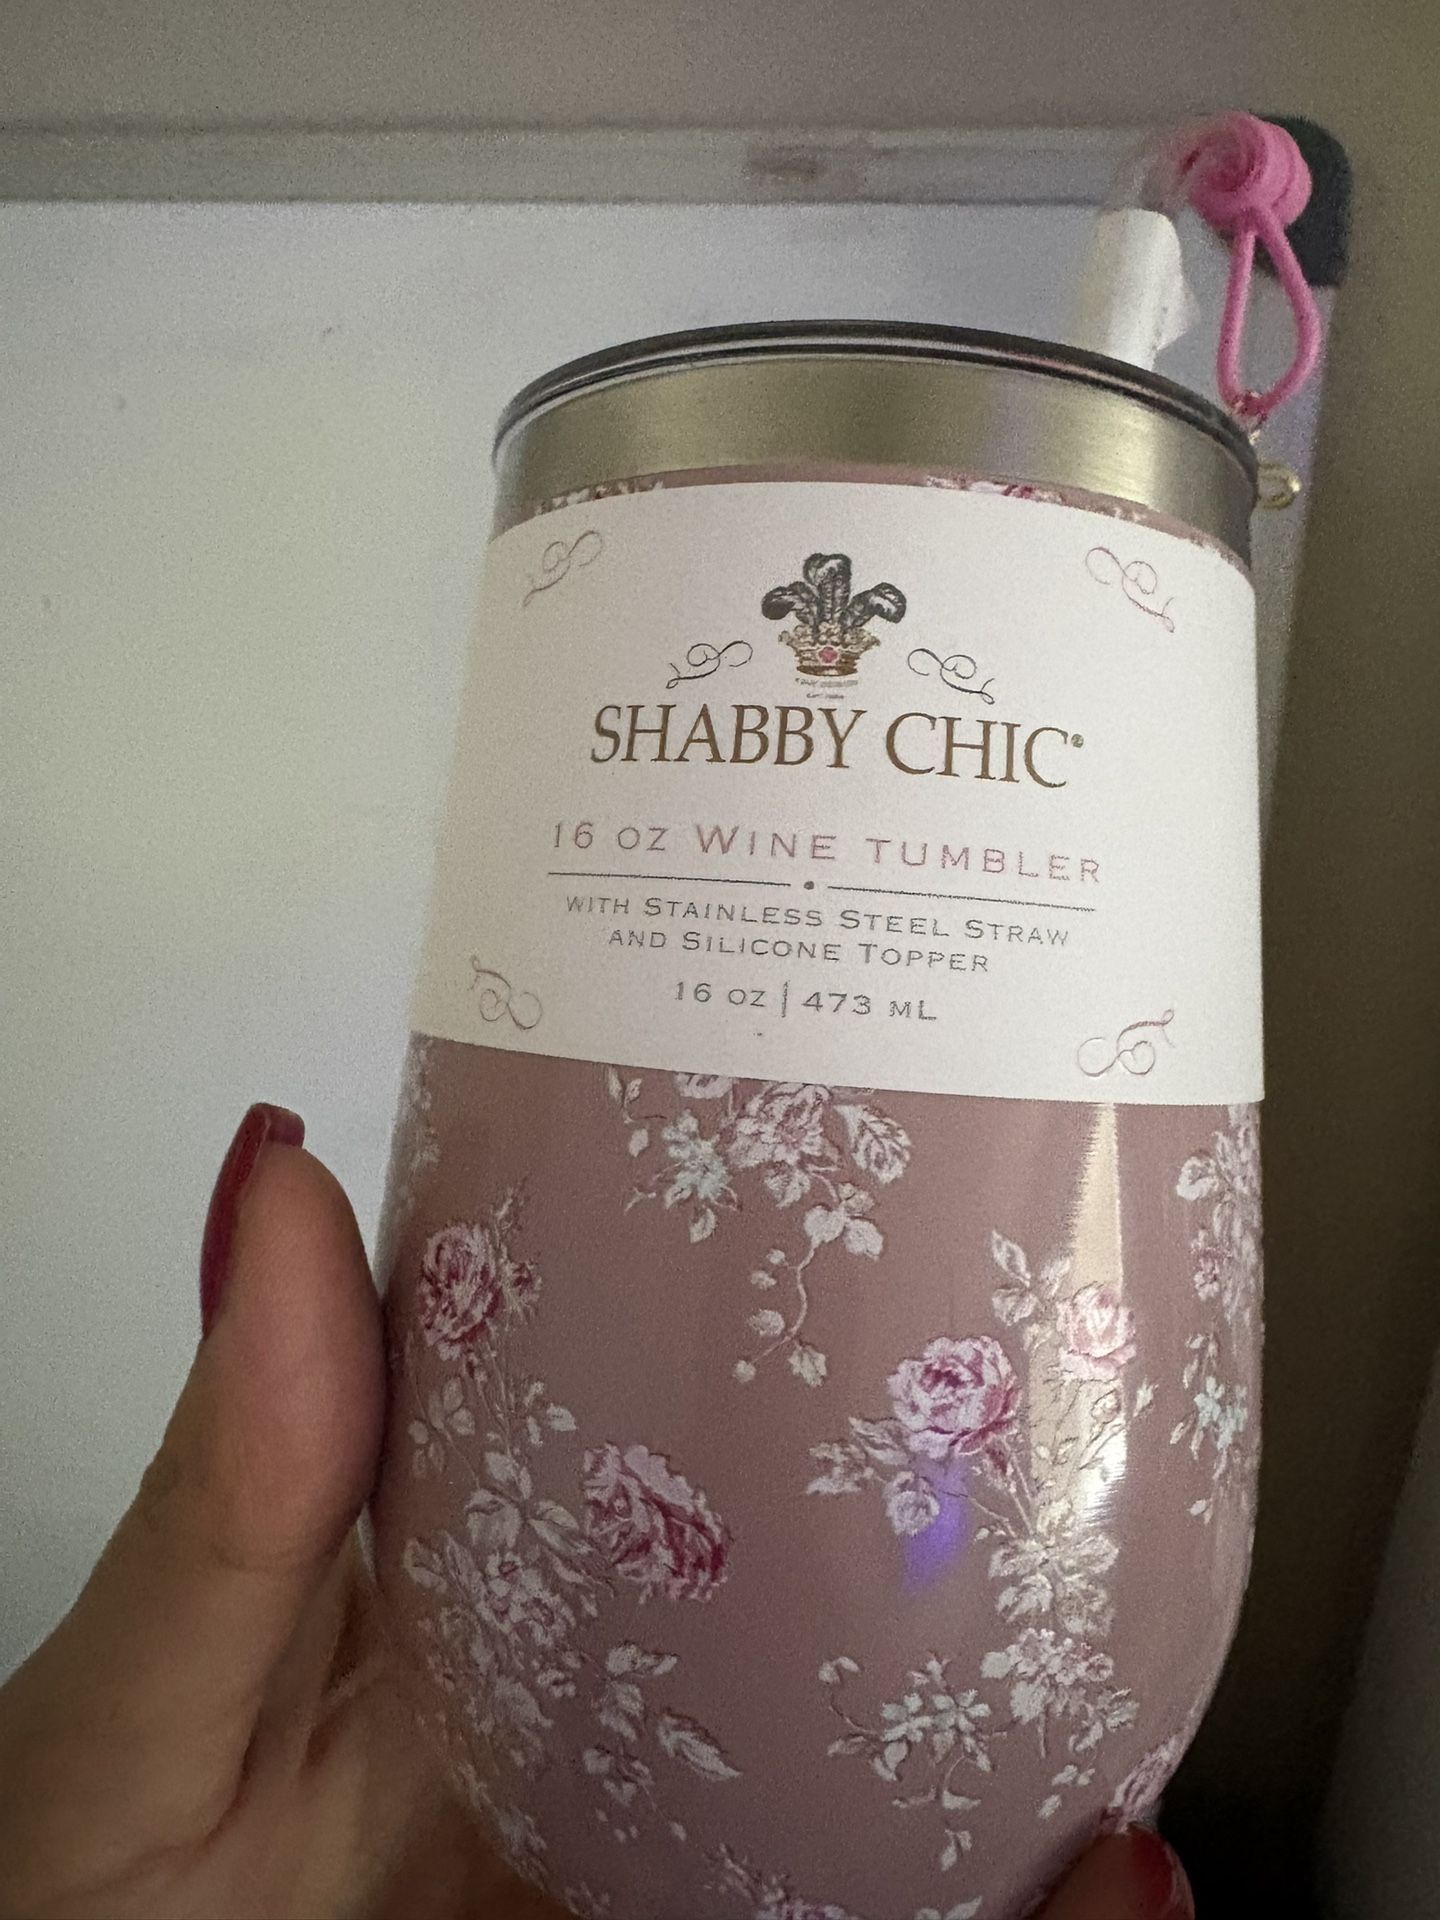 SHABBY CHIC®
16 OZ WINE TUMBLER
WITH STAINLESS STEEL STRAW
AND SILICONE TOPPER
16 OZ | 473 ML